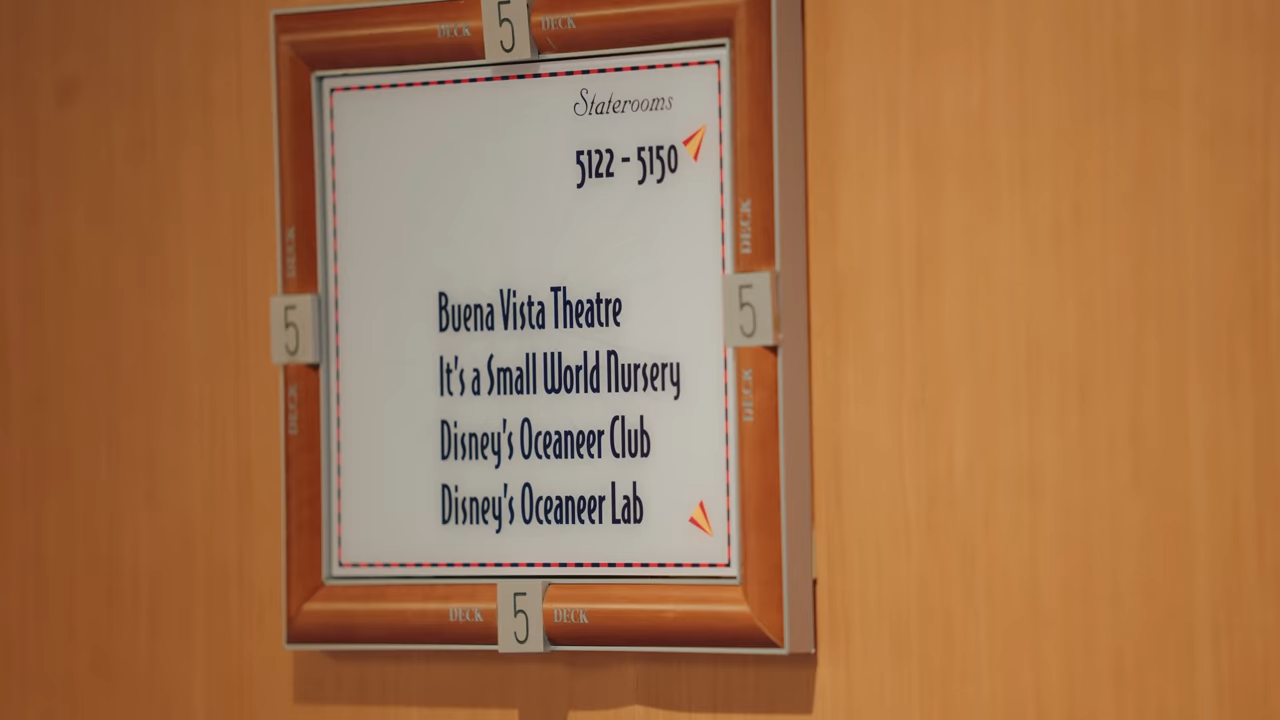 DECK 5 DECK
Staterooms
5122 - 5150
DECK 5 DECK
DECK 5 DECK
Buena Vista Theatre
It's a Small World Nursery
Disney's Oceaneer Club
Disney's Oceaneer Lab
DECK 5 DECK